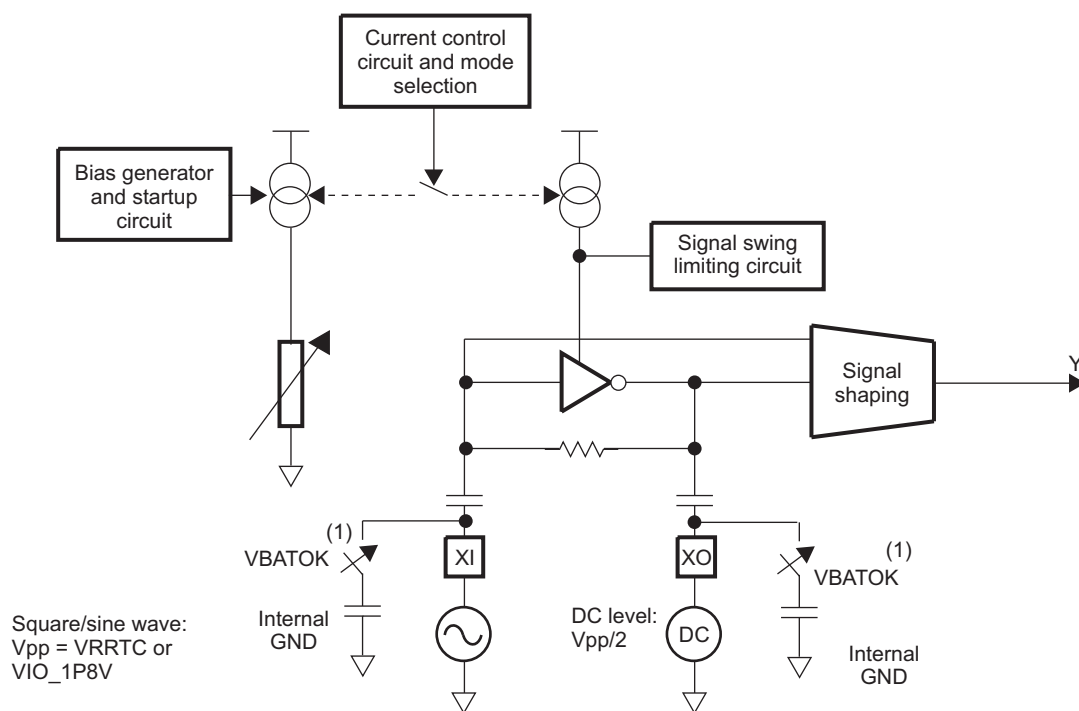 Current control
circuit and mode
selection
Bias generator
and startup
circuit
Signal swing
limiting circuit
Signal
shaping
Y
(1)
VBATOK
XI
XO
(1)
VBATOK
Internal
GND
DC level:
Vpp/2
DC
Internal
GND
Square/sine wave:
Vpp = VRRTC or
VIO_1P8V